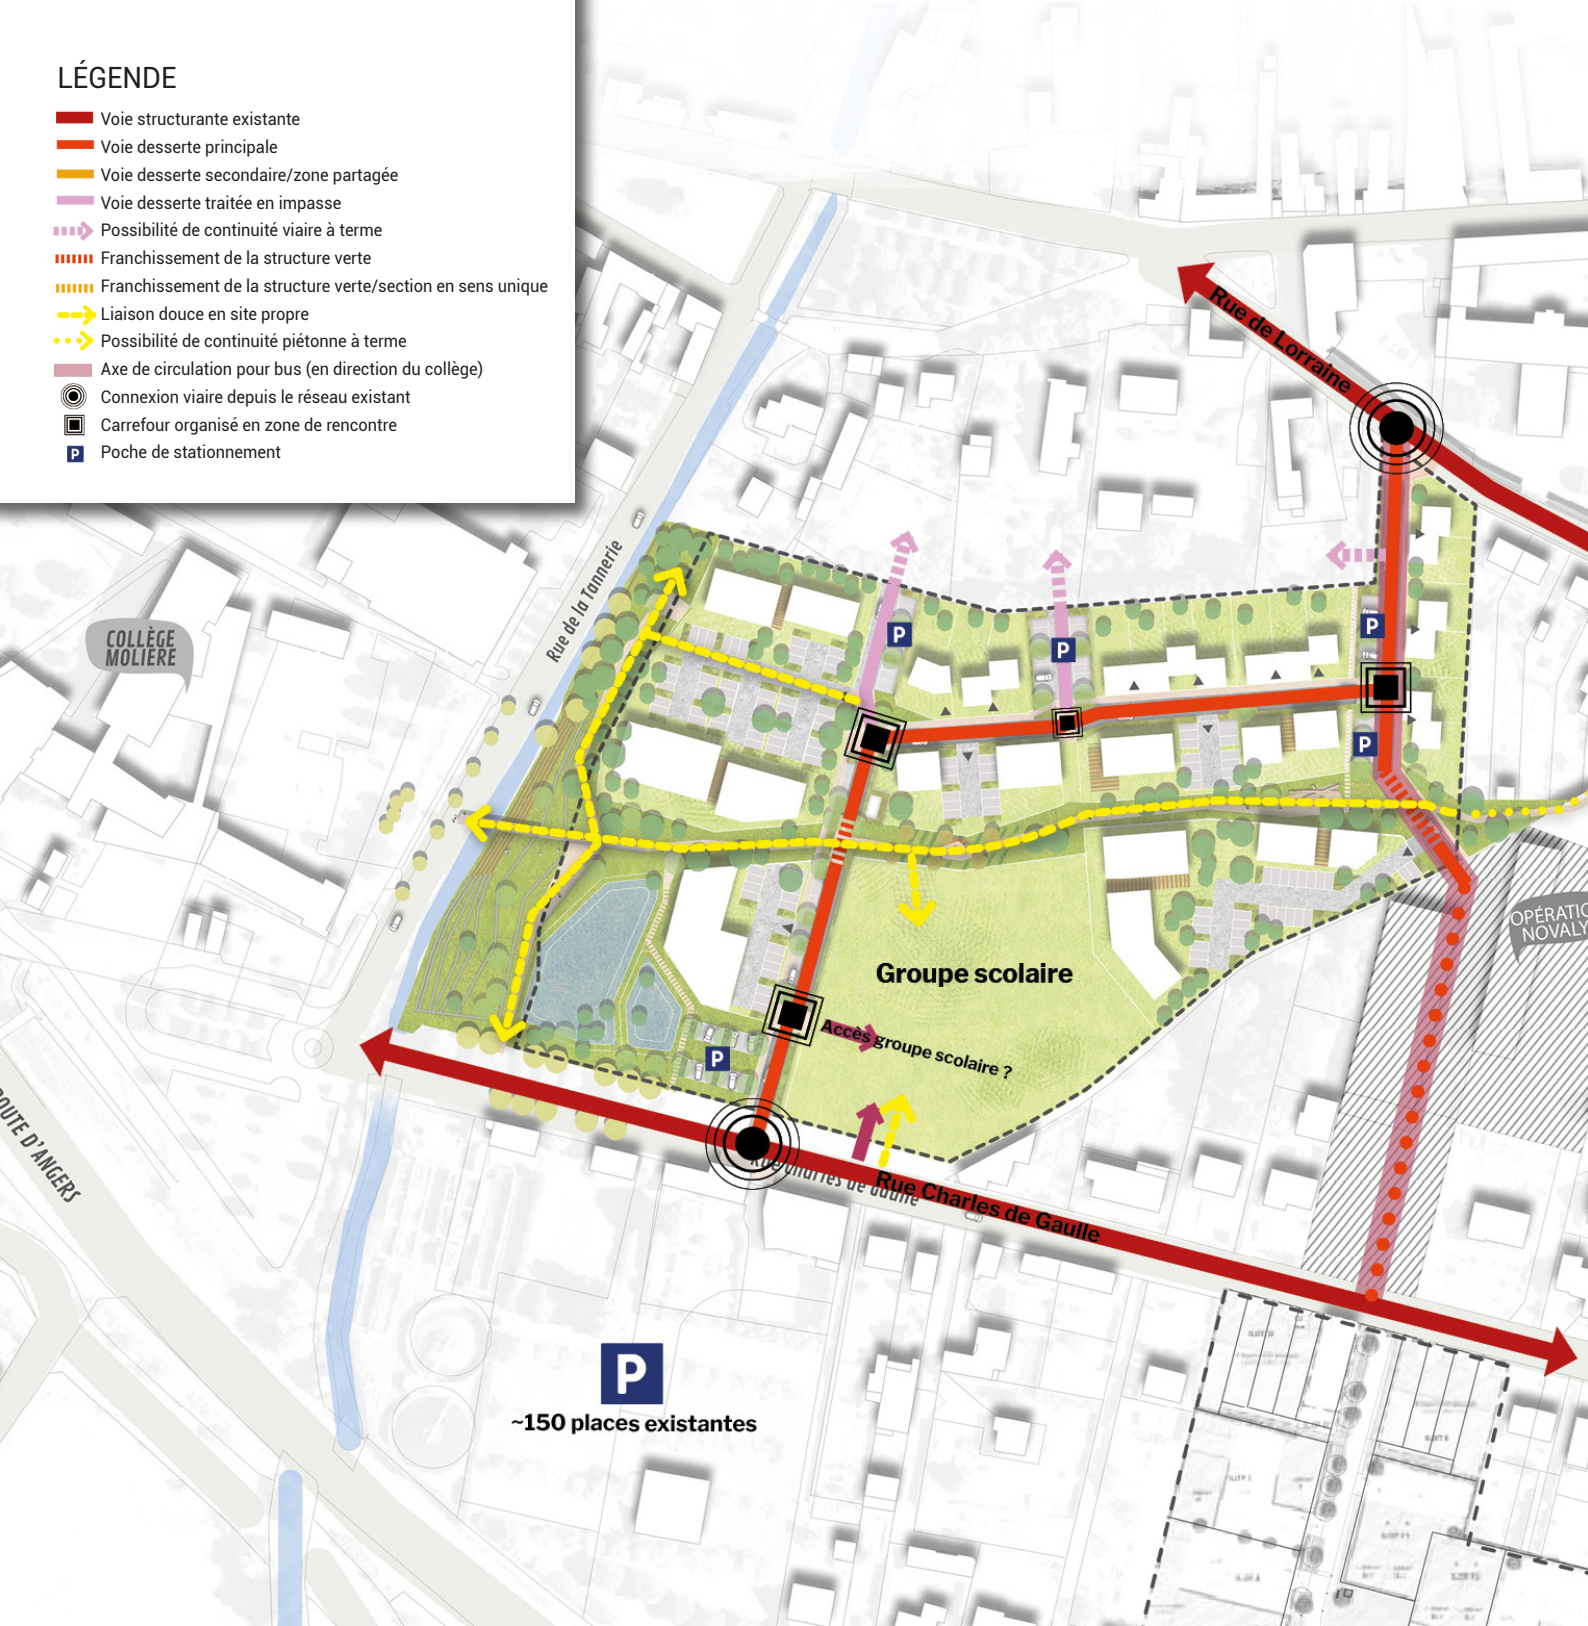 LÉGENDE
Voie structurante existante
Voie desserte principale
Voie desserte secondaire/zone partagée
Voie desserte traitée en impasse
Possibilité de continuité viaire à terme
Franchissement de la structure verte
Franchissement de la structure verte/section en sens unique
Liaison douce en site propre
Possibilité de continuité piétonne à terme
Axe de circulation pour bus (en direction du collège)
Connexion viaire depuis le réseau existant
Carrefour organisé en zone de rencontre
P Poche de stationnement
Rue de Lorraine
Rue de la Tannerie
COLLÈGE
MOLIÈRE
P
P
P
P
OPÉRATIO
NOVALY
Groupe scolaire
Accès groupe scolaire ?
P
ROUTE D'ANGERS
Rue Charles de Gaulle
Rue Charles de Gaulle
P
~150 places existantes